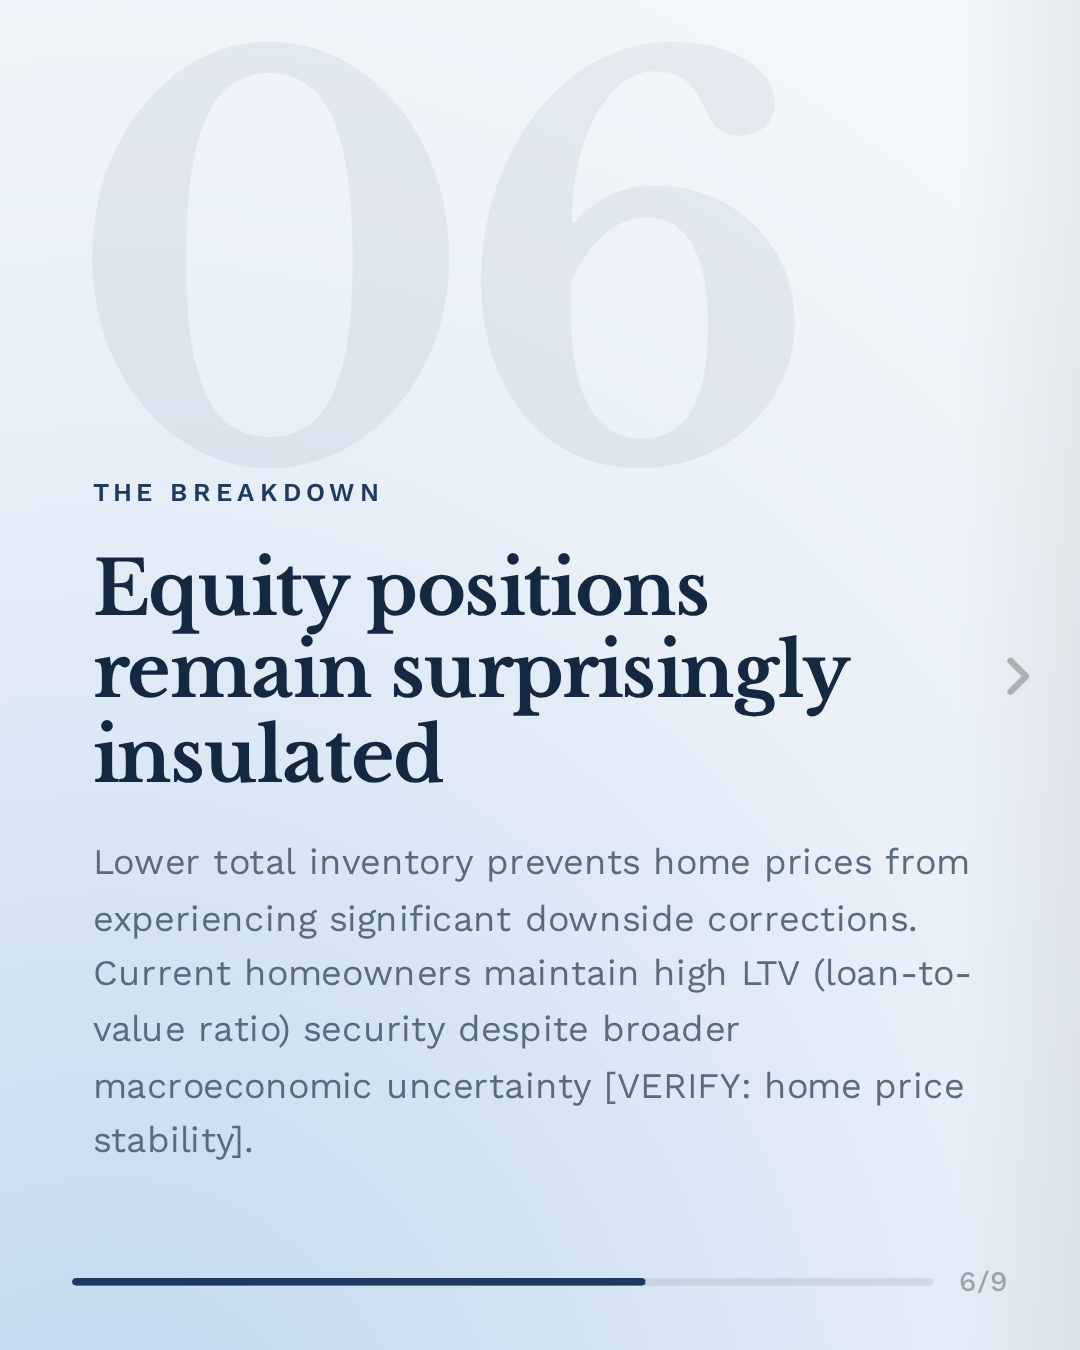 06
THE BREAKDOWN
Equity positions
remain surprisingly
insulated
Lower total inventory prevents home prices from
experiencing significant downside corrections.
Current homeowners maintain high LTV (loan-to-
value ratio) security despite broader
macroeconomic uncertainty [VERIFY: home price
stability].
6/9